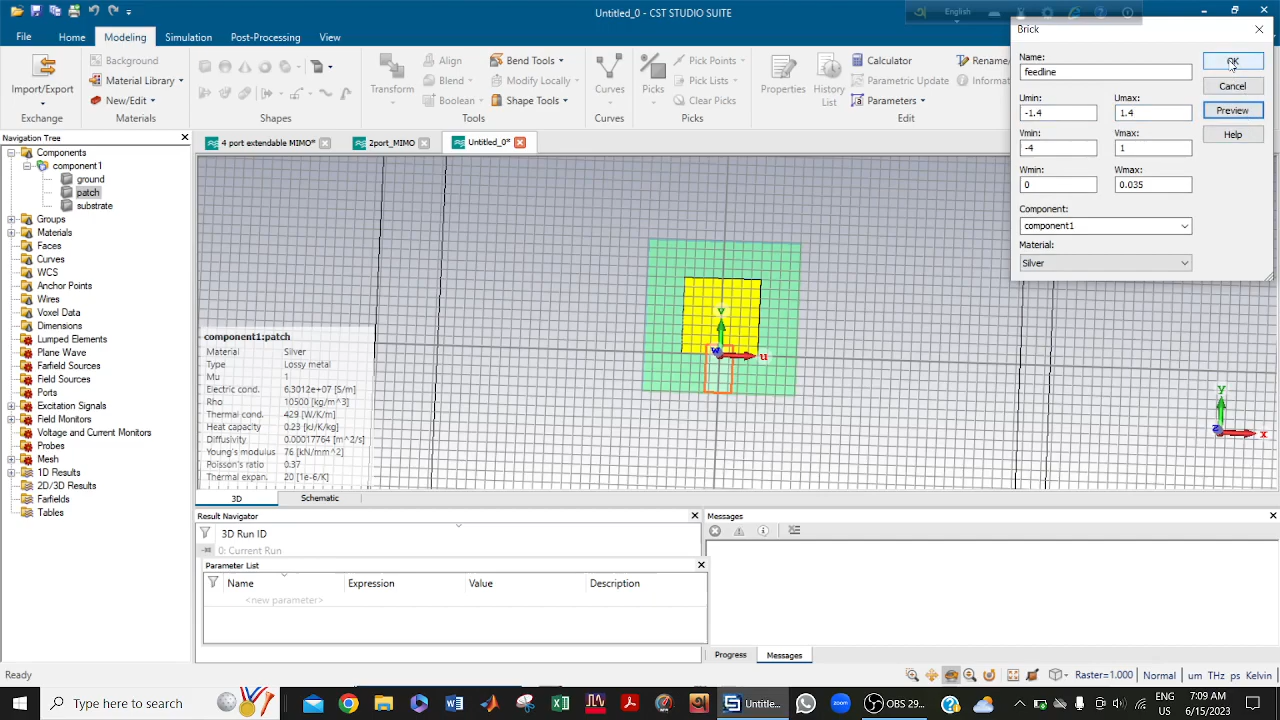 Untitled_0 - CST STUDIO SUITE
English
File
Home
Modeling
Simulation
Post-Processing
View
Background
Material Library
New/Edit
Import/Export
Exchange
Materials
Shapes
Transform
Align
Blend
Boolean
Bend Tools
Modify Locally
Shape Tools
Tools
Curves
Curves
Picks
Pick Points
Pick Lists
Clear Picks
Picks
Properties
History
List
Calculator
Parametric Update
Parameters
Edit
Rename
Informat
Brick
Name:
feedline
OK
Cancel
Preview
Help
Umin:
Umax:
-1.4
1.4
Vmin:
Vmax:
-4
1
Wmin:
Wmax:
0
0.035
Component:
component1
Material:
Silver
Navigation Tree
Components
component1
ground
patch
substrate
Groups
Materials
Faces
Curves
WCS
Anchor Points
Wires
Voxel Data
Dimensions
Lumped Elements
Plane Wave
Farfield Sources
Field Sources
Ports
Excitation Signals
Field Monitors
Voltage and Current Monitors
Probes
Mesh
1D Results
2D/3D Results
Farfields
Tables
4 port extendable MIMO*
2port_MIMO
Untitled_0*
v
w
u
y
z
x
component1:patch
Material Silver
Type Lossy metal
Mu 1
Electric cond. 6.3012e+07 [S/m]
Rho 10500 [kg/m^3]
Thermal cond. 429 [W/K/m]
Heat capacity 0.23 [kJ/K/kg]
Diffusivity 0.00017764 [m^2/s]
Young's modulus 76 [kN/mm^2]
Poisson's ratio 0.37
Thermal expan. 20 [1e-6/K]
3D
Schematic
Result Navigator
3D Run ID
0: Current Run
Parameter List
Name Expression Value Description
<new parameter>
Messages
Progress
Messages
Ready
Raster=1.000 Normal um THz ps Kelvin
Type here to search
Untitle...
zoom
OBS 29....
ENG
US
7:09 AM
6/15/2023